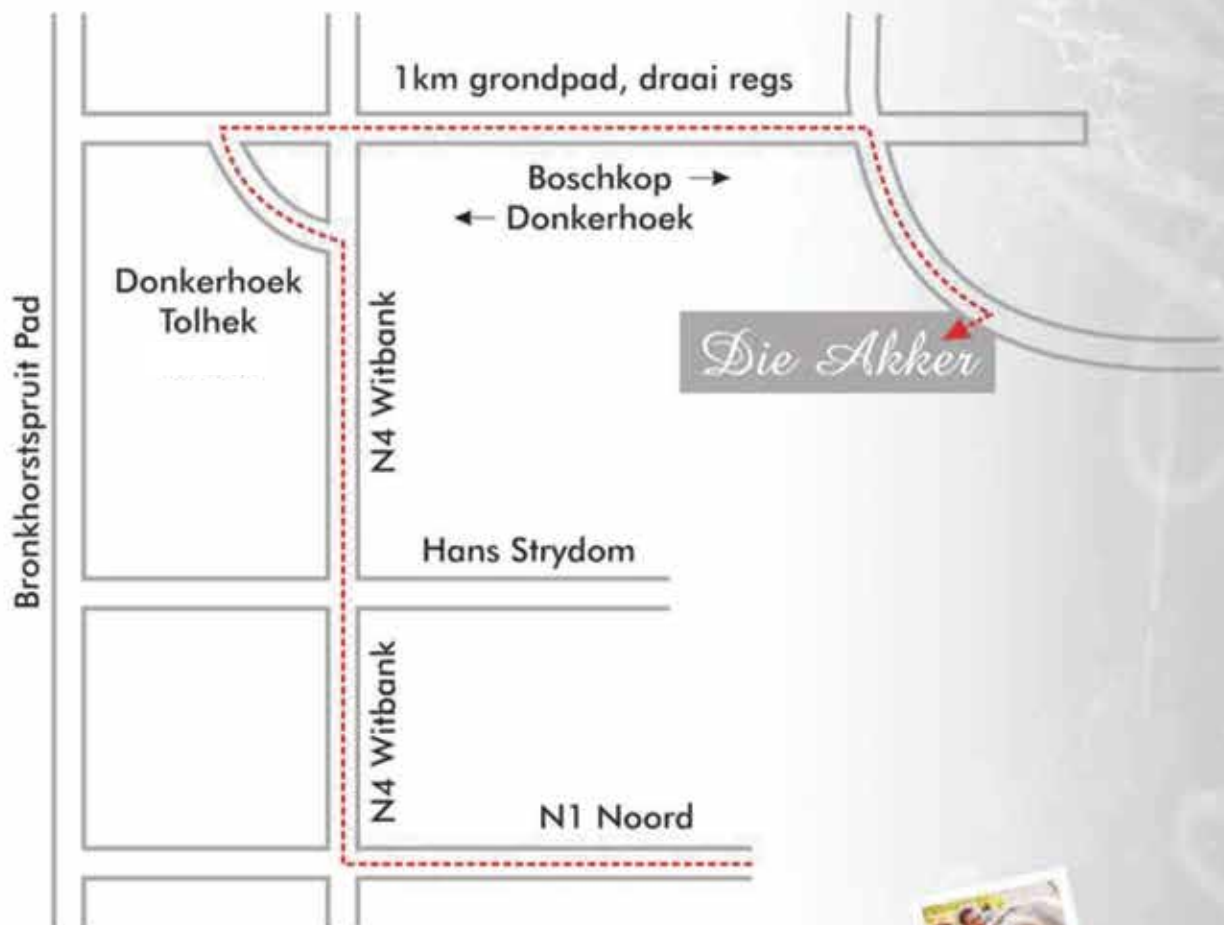 1km grondpad, draai regs
Boschkop →
← Donkerhoek
Donkerhoek
Tolhek
Bronkhorstspruit Pad
N4 Witbank
Die Akker
Hans Strydom
N4 Witbank
N1 Noord